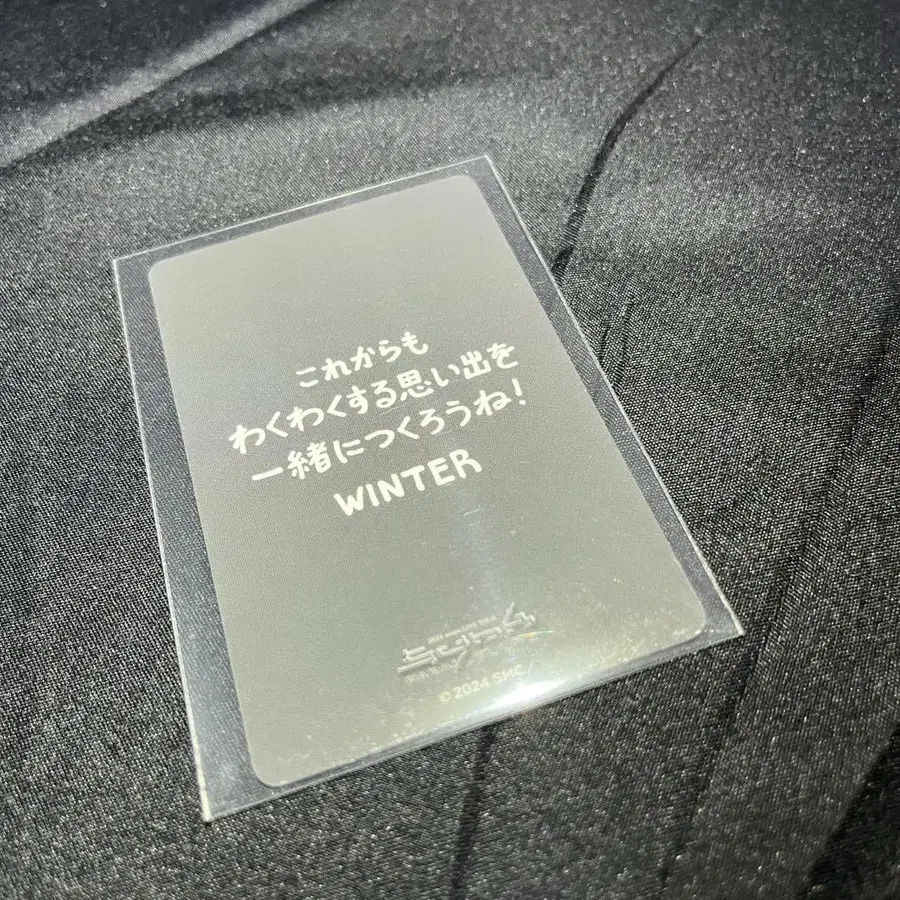 これからも
わくわくする思い出を
一緒につくろうね!
WINTER
© 2024 SMC/